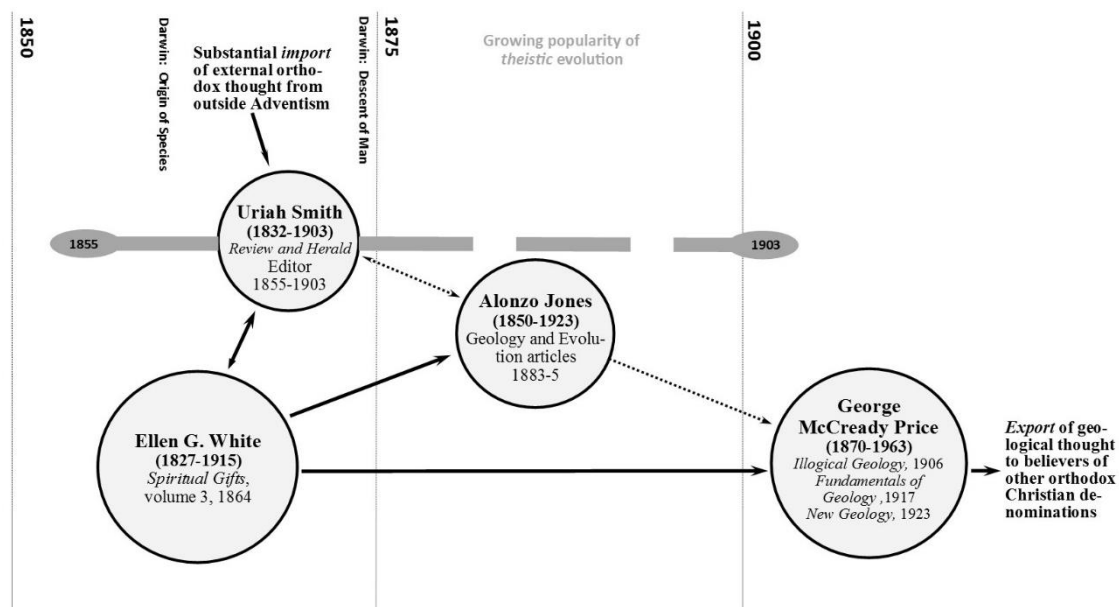 1850
Darwin: Origin of Species
Substantial import
of external ortho-
dox thought from
outside Adventism
Darwin: Descent of Man
1875
Growing popularity of
theistic evolution
1900
1855
Uriah Smith
(1832-1903)
Review and Herald
Editor
1855-1903
1903
Alonzo Jones
(1850-1923)
Geology and Evolu-
tion articles
1883-5
Ellen G. White
(1827-1915)
Spiritual Gifts,
volume 3, 1864
George
McCready Price
(1870-1963)
Illogical Geology, 1906
Fundamentals of
Geology ,1917
New Geology, 1923
Export of geo-
logical thought
to believers of
other orthodox
Christian de-
nominations